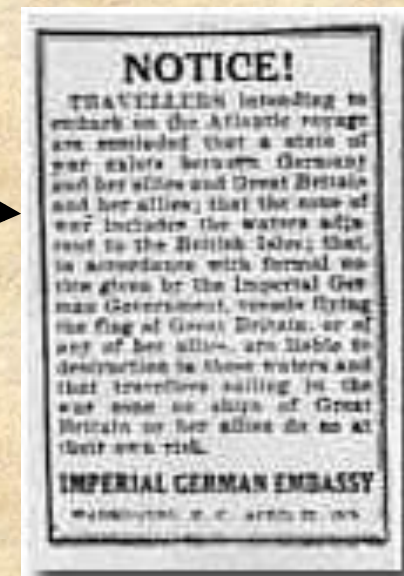 NOTICE!
TRAVELLERS intending to
embark on the Atlantic voyage
are reminded that a state of
war exists between Germany
and her allies and Great Britain
and her allies; that the zone of
war includes the waters adja-
cent to the British Isles; that,
in accordance with formal no-
tice given by the Imperial Ger-
man Government, vessels flying
the flag of Great Britain, or of
any of her allies, are liable to
destruction in those waters and
that travellers sailing in the
war zone on ships of Great
Britain or her allies do so at
their own risk.
IMPERIAL GERMAN EMBASSY
WASHINGTON, D. C. APRIL 22, 1915